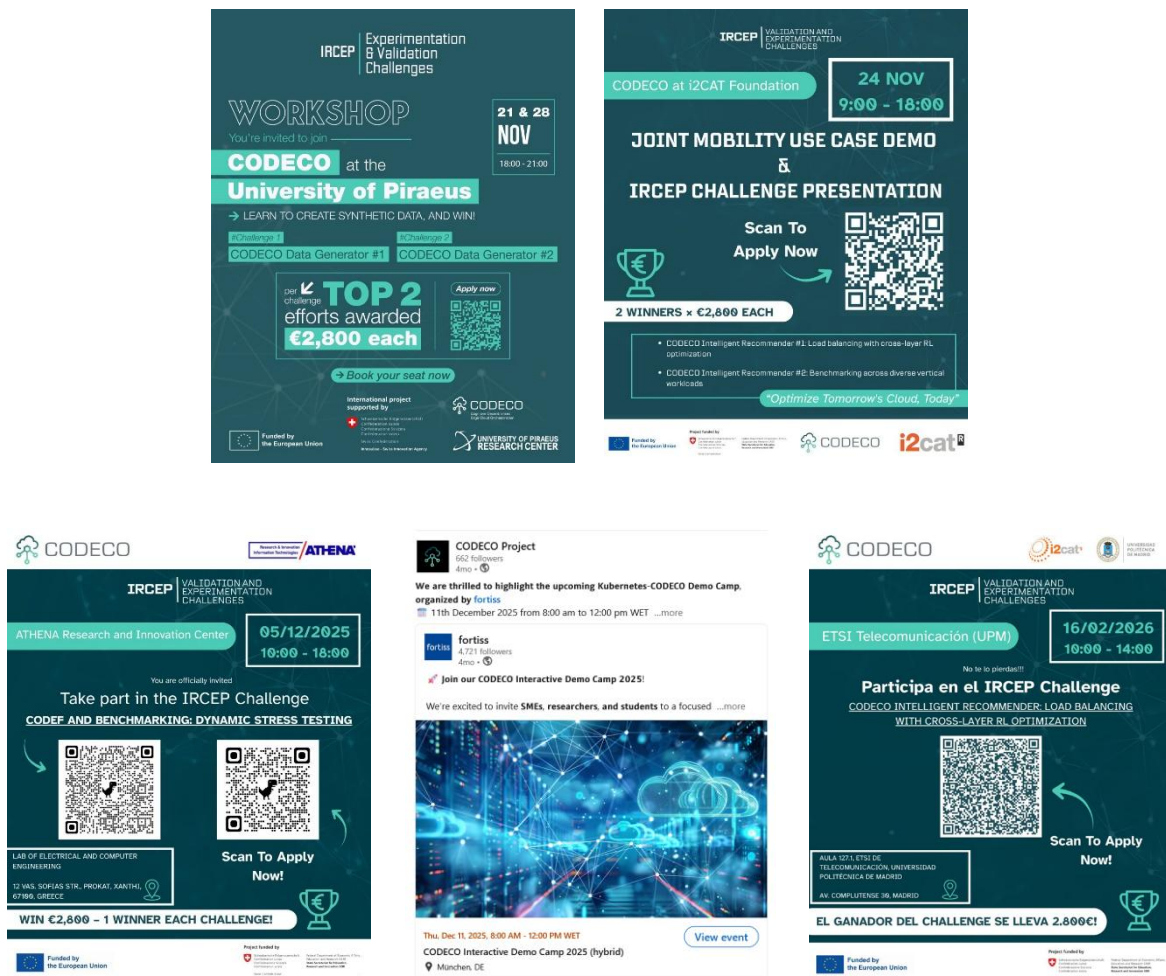 IRCEP
Experimentation
& Validation
Challenges
WORKSHOP
You're invited to join
21 & 28
NOV
18:00 - 21:00
CODECO at the
University of Piraeus
→ LEARN TO CREATE SYNTHETIC DATA, AND WIN!
#Challenge 1
#Challenge 2
CODECO Data Generator #1
CODECO Data Generator #2
per
challenge
TOP 2
efforts awarded
€2,800 each
Apply now
→ Book your seat now
International project
supported by
Funded by
the European Union
CODECO
UNIVERSITY OF PIRAEUS
RESEARCH CENTER
IRCEP
VALIDATION AND
EXPERIMENTATION
CHALLENGES
CODECO at i2CAT Foundation
24 NOV
9:00 - 18:00
JOINT MOBILITY USE CASE DEMO
&
IRCEP CHALLENGE PRESENTATION
Scan To
Apply Now
2 WINNERS × €2,800 EACH
• CODECO Intelligent Recommender #1: Load balancing with cross-layer RL
optimization
• CODECO Intelligent Recommender #2: Benchmarking across diverse vertical
workloads
"Optimize Tomorrow's Cloud, Today"
Funded by
the European Union
Project funded by
CODECO
i2cat
CODECO
Research & Innovation
Information Technologies
ATHENA
IRCEP
VALIDATION AND
EXPERIMENTATION
CHALLENGES
ATHENA Research and Innovation Center
05/12/2025
10:00 - 18:00
You are officially invited
Take part in the IRCEP Challenge
CODEF AND BENCHMARKING: DYNAMIC STRESS TESTING
Scan To Apply
Now!
LAB OF ELECTRICAL AND COMPUTER
ENGINEERING
12 VAS. SOFIAS STR., PROKAT, XANTHI,
67100, GREECE
WIN €2,800 – 1 WINNER EACH CHALLENGE!
Funded by
the European Union
Project funded by
CODECO Project
662 followers
4mo •
We are thrilled to highlight the upcoming Kubernetes-CODECO Demo Camp,
organized by fortiss
11th December 2025 from 8:00 am to 12:00 pm WET ...more
fortiss
fortiss
4,721 followers
4mo •
Join our CODECO Interactive Demo Camp 2025!
We're excited to invite SMEs, researchers, and students to a focused ...more
Thu, Dec 11, 2025, 8:00 AM - 12:00 PM WET
View event
CODECO Interactive Demo Camp 2025 (hybrid)
München, DE
CODECO
i2cat
UNIVERSIDAD
POLITÉCNICA
DE MADRID
IRCEP
VALIDATION AND
EXPERIMENTATION
CHALLENGES
ETSI Telecomunicación (UPM)
16/02/2026
10:00 - 14:00
No te lo pierdas!!!
Participa en el IRCEP Challenge
CODECO INTELLIGENT RECOMMENDER: LOAD BALANCING
WITH CROSS-LAYER RL OPTIMIZATION
Scan To Apply
Now!
AULA 127.1, ETSI DE
TELECOMUNICACIÓN, UNIVERSIDAD
POLITÉCNICA DE MADRID
AV. COMPLUTENSE 30, MADRID
EL GANADOR DEL CHALLENGE SE LLEVA 2.800€!
Funded by
the European Union
Project funded by